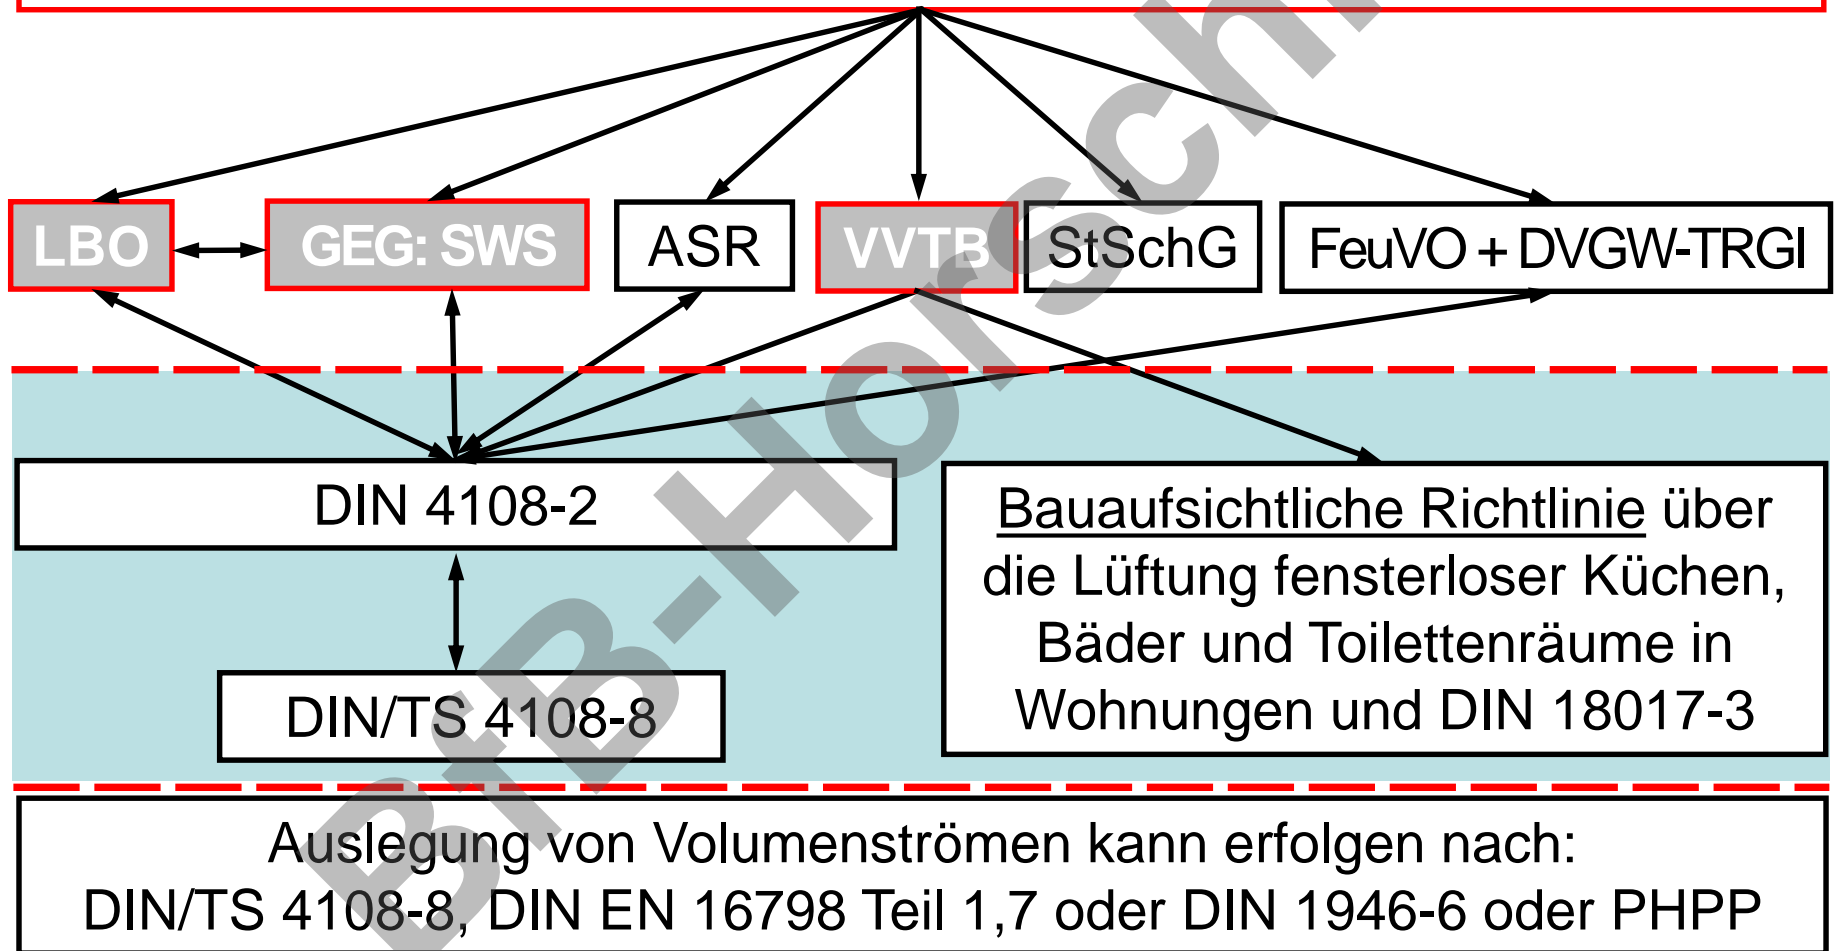 LBO
GEG: SWS
ASR
VVTB
StSchG
FeuVO + DVGW-TRGI
DIN 4108-2
Bauaufsichtliche Richtlinie über
die Lüftung fensterloser Küchen,
Bäder und Toilettenräume in
Wohnungen und DIN 18017-3
DIN/TS 4108-8
Auslegung von Volumenströmen kann erfolgen nach:
DIN/TS 4108-8, DIN EN 16798 Teil 1,7 oder DIN 1946-6 oder PHPP
BfB-Horsch